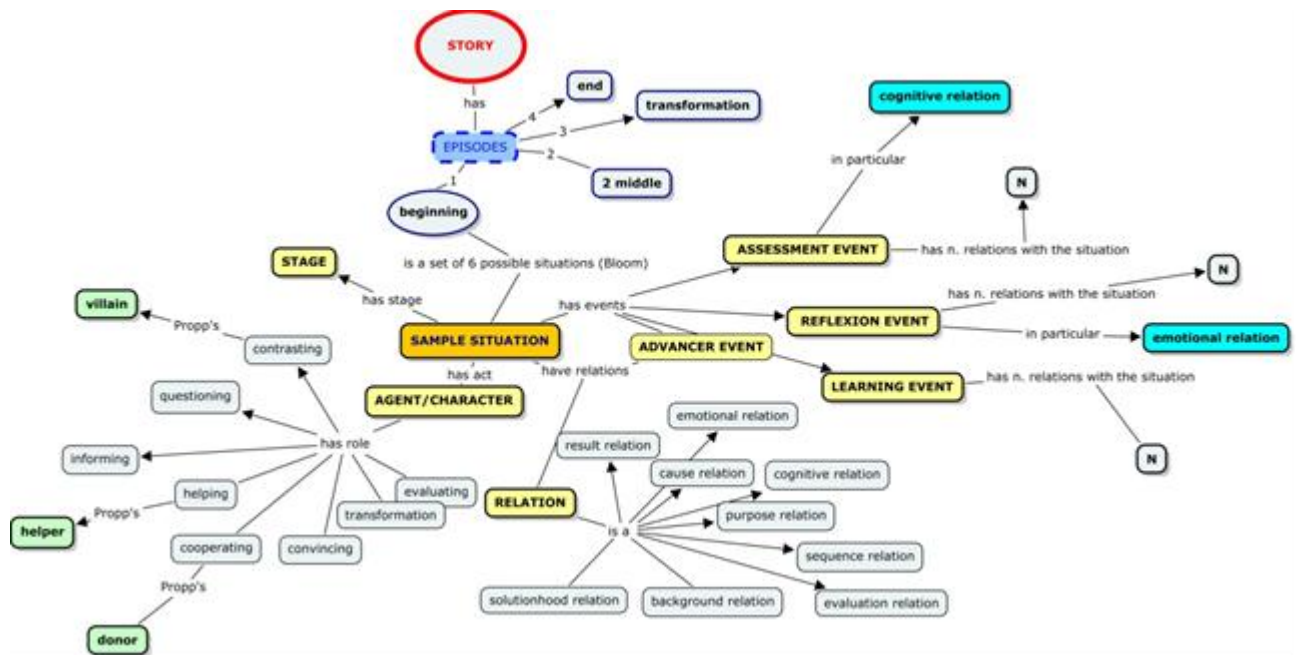 STORY
has
end
4
transformation
3
EPISODES
2
1
2 middle
beginning
cognitive relation
in particular
N
STAGE
is a set of 6 possible situations (Bloom)
ASSESSMENT EVENT
has n. relations with the situation
has stage
has events
has n. relations with the situation
N
villain
Propp's
contrasting
SAMPLE SITUATION
REFLEXION EVENT
in particular
emotional relation
ADVANCER EVENT
has act
have relations
LEARNING EVENT
has n. relations with the situation
N
AGENT/CHARACTER
questioning
has role
informing
helping
Propp's
helper
cooperating
Propp's
donor
convincing
transformation
evaluating
RELATION
is a
result relation
emotional relation
cause relation
cognitive relation
purpose relation
sequence relation
evaluation relation
background relation
solutionhood relation